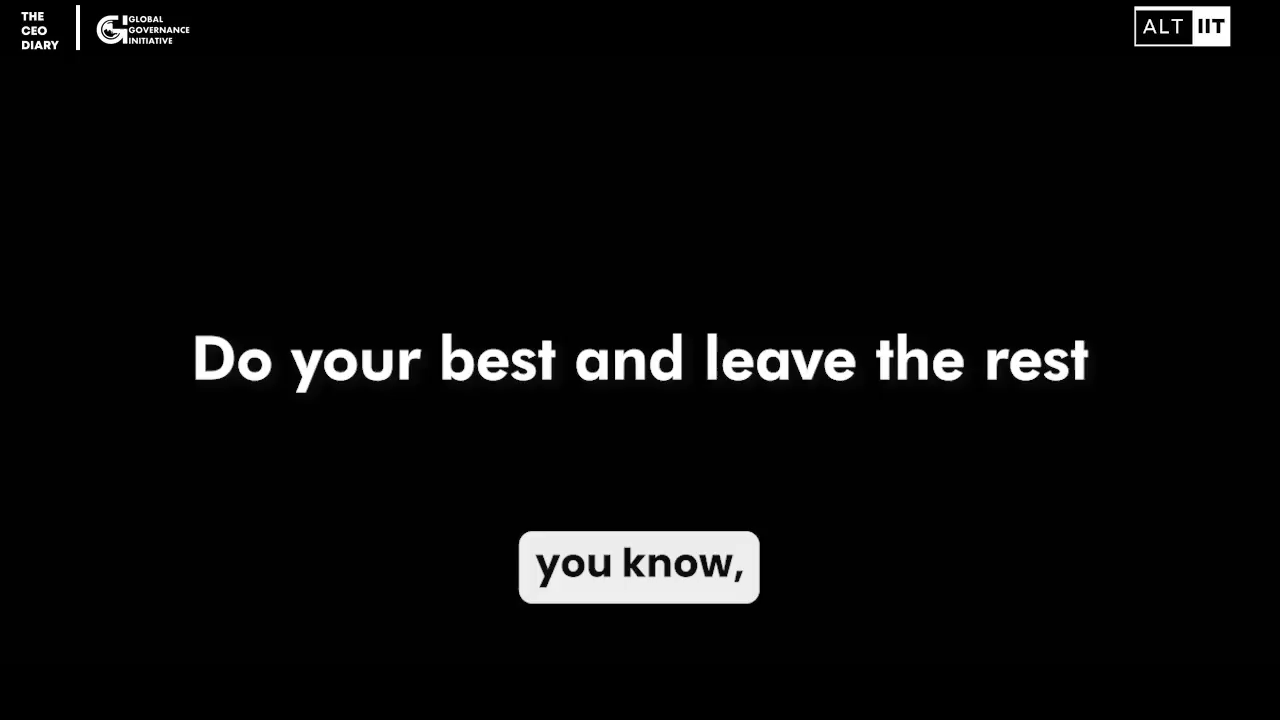 THE
CEO
DIARY
GLOBAL
GOVERNANCE
INITIATIVE
ALT IIT
Do your best and leave the rest
you know,